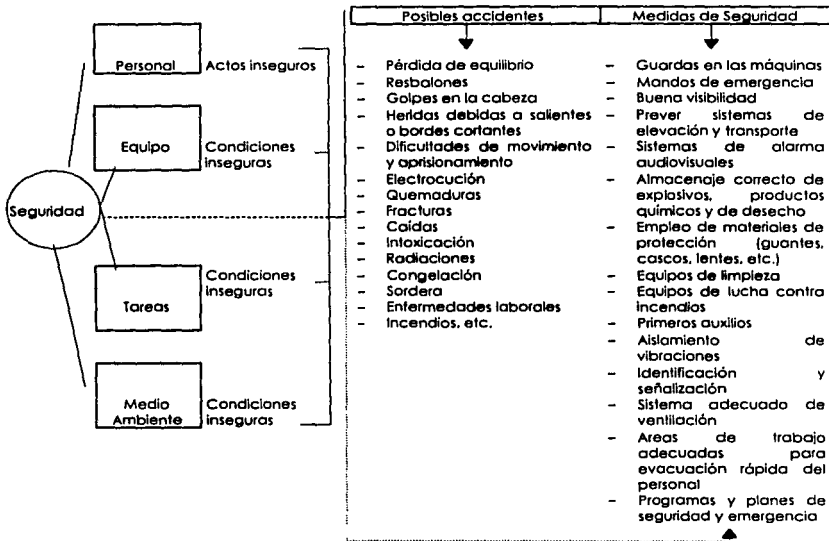 Seguridad
Personal
Actos inseguros
Equipo
Condiciones
inseguras
Tareas
Condiciones
inseguras
Medio
Ambiente
Condiciones
inseguras
Posibles accidentes
- Pérdida de equilibrio
- Resbalones
- Golpes en la cabeza
- Heridas debidas a salientes
o bordes cortantes
- Dificultades de movimiento
y aprisionamiento
- Electrocución
- Quemaduras
- Fracturas
- Caídas
- Intoxicación
- Radiaciones
- Congelación
- Sordera
- Enfermedades laborales
- Incendios, etc.
Medidas de Seguridad
- Guardas en las máquinas
- Mandos de emergencia
- Buena visibilidad
- Prever sistemas de
elevación y transporte
- Sistemas de alarma
audiovisuales
- Almacenaje correcto de
explosivos, productos
químicos y de desecho
- Empleo de materiales de
protección (guantes,
cascos, lentes, etc.)
- Equipos de limpieza
- Equipos de lucha contra
incendios
- Primeros auxilios
- Aislamiento de
vibraciones
- Identificación y
señalización
- Sistema adecuado de
ventilación
- Areas de trabajo
adecuadas para
evacuación rápida del
personal
- Programas y planes de
seguridad y emergencia